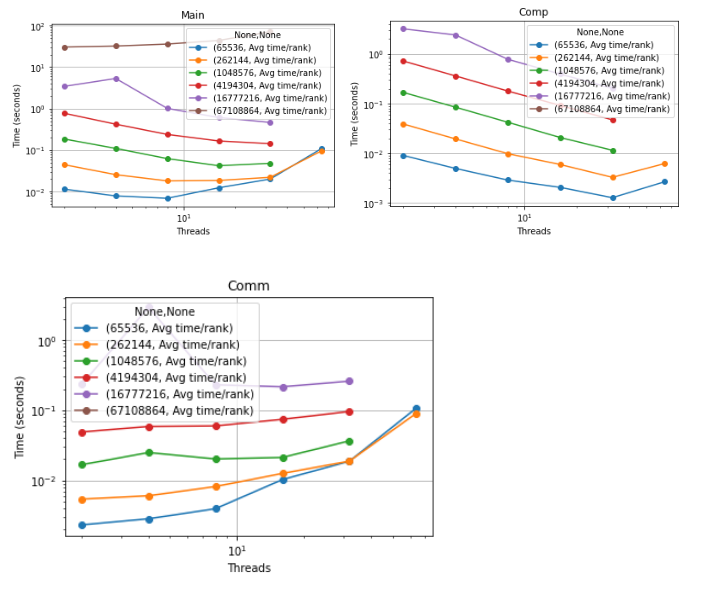 Main
None,None
(65536, Avg time/rank)
(262144, Avg time/rank)
(1048576, Avg time/rank)
(4194304, Avg time/rank)
(16777216, Avg time/rank)
(67108864, Avg time/rank)
10²
10¹
10⁰
10⁻¹
10⁻²
Time (seconds)
10¹
Threads
Comp
None,None
(65536, Avg time/rank)
(262144, Avg time/rank)
(1048576, Avg time/rank)
(4194304, Avg time/rank)
(16777216, Avg time/rank)
(67108864, Avg time/rank)
10⁰
10⁻¹
10⁻²
10⁻³
Time (seconds)
10¹
Threads
Comm
None,None
(65536, Avg time/rank)
(262144, Avg time/rank)
(1048576, Avg time/rank)
(4194304, Avg time/rank)
(16777216, Avg time/rank)
(67108864, Avg time/rank)
10⁰
10⁻¹
10⁻²
Time (seconds)
10¹
Threads